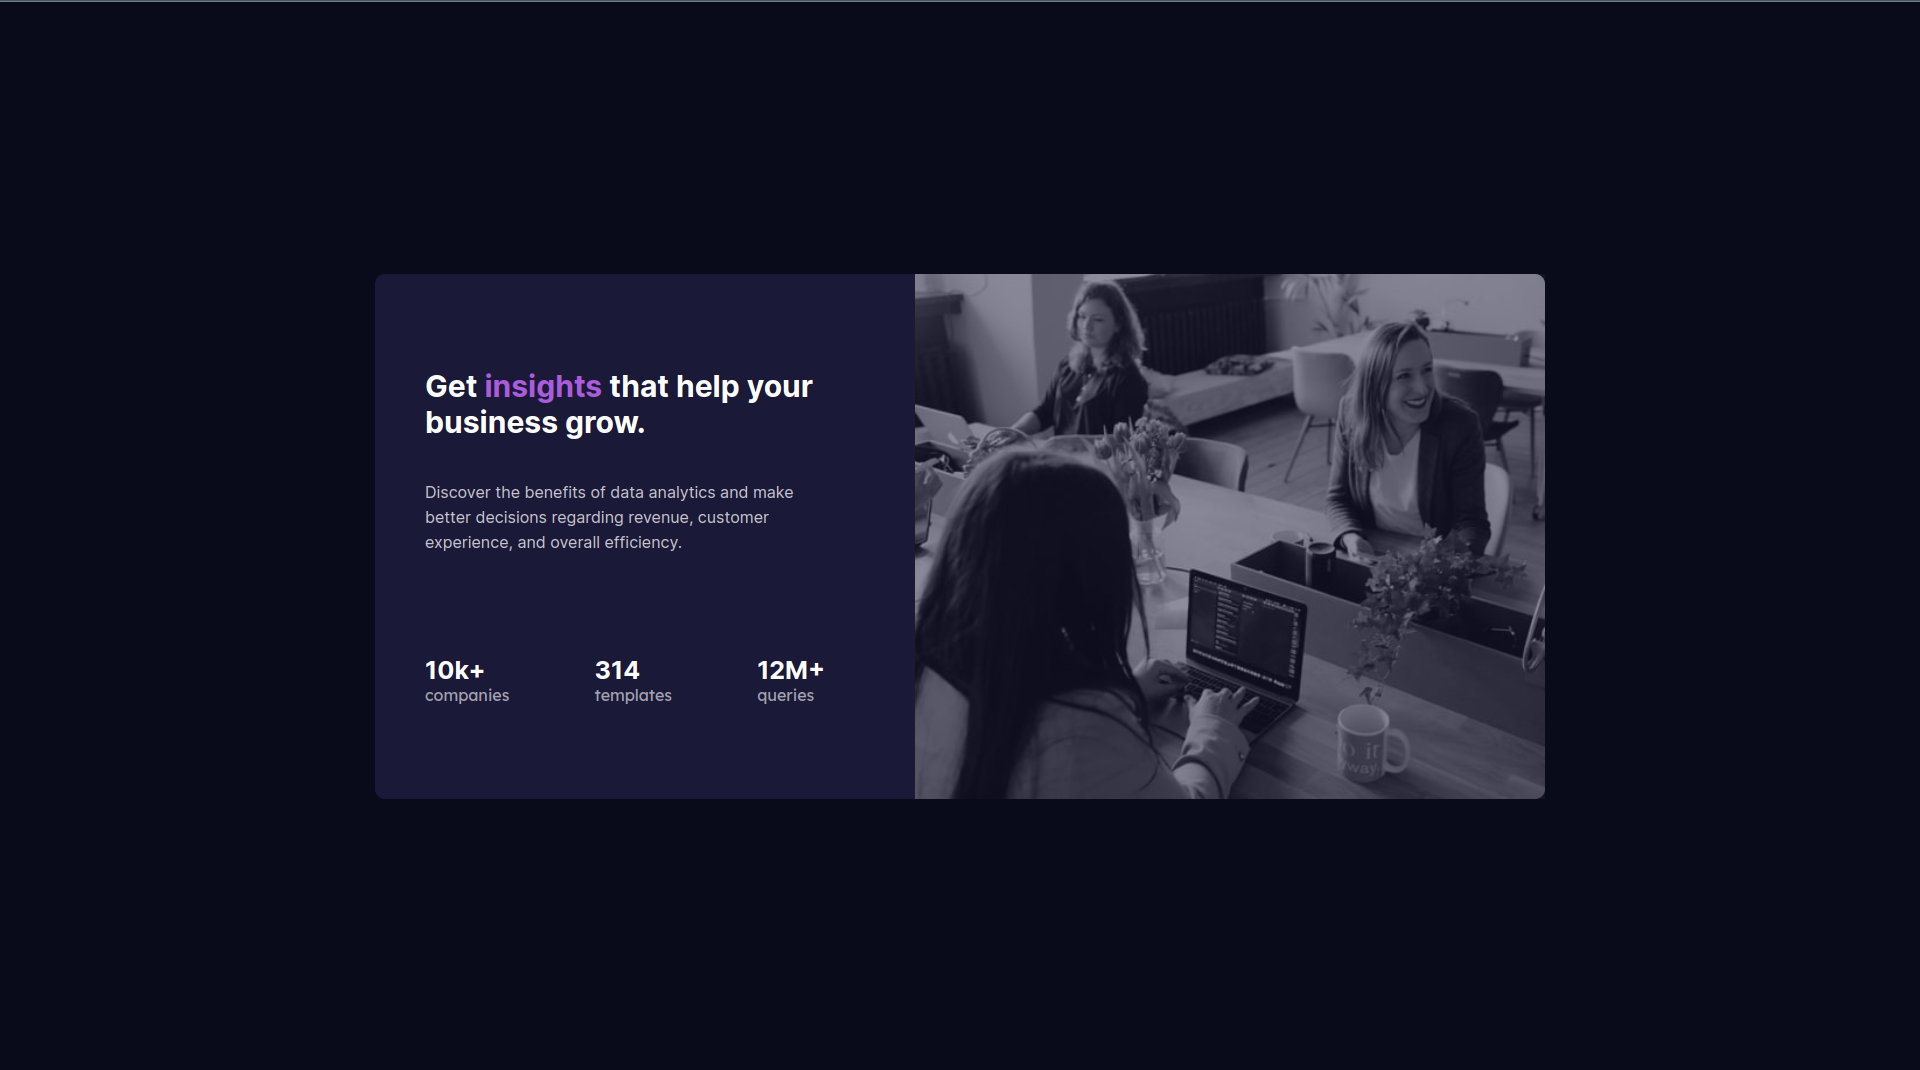 Get insights that help your
business grow.
Discover the benefits of data analytics and make
better decisions regarding revenue, customer
experience, and overall efficiency.
10k+
314
12M+
companies
templates
queries